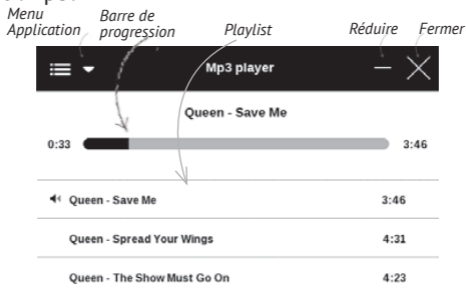 Menu
Application
Barre de
progression
Playlist
Réduire
Fermer
Mp3 player
Queen - Save Me
0:33
3:46
Queen - Save Me 3:46
Queen - Spread Your Wings 4:31
Queen - The Show Must Go On 4:23